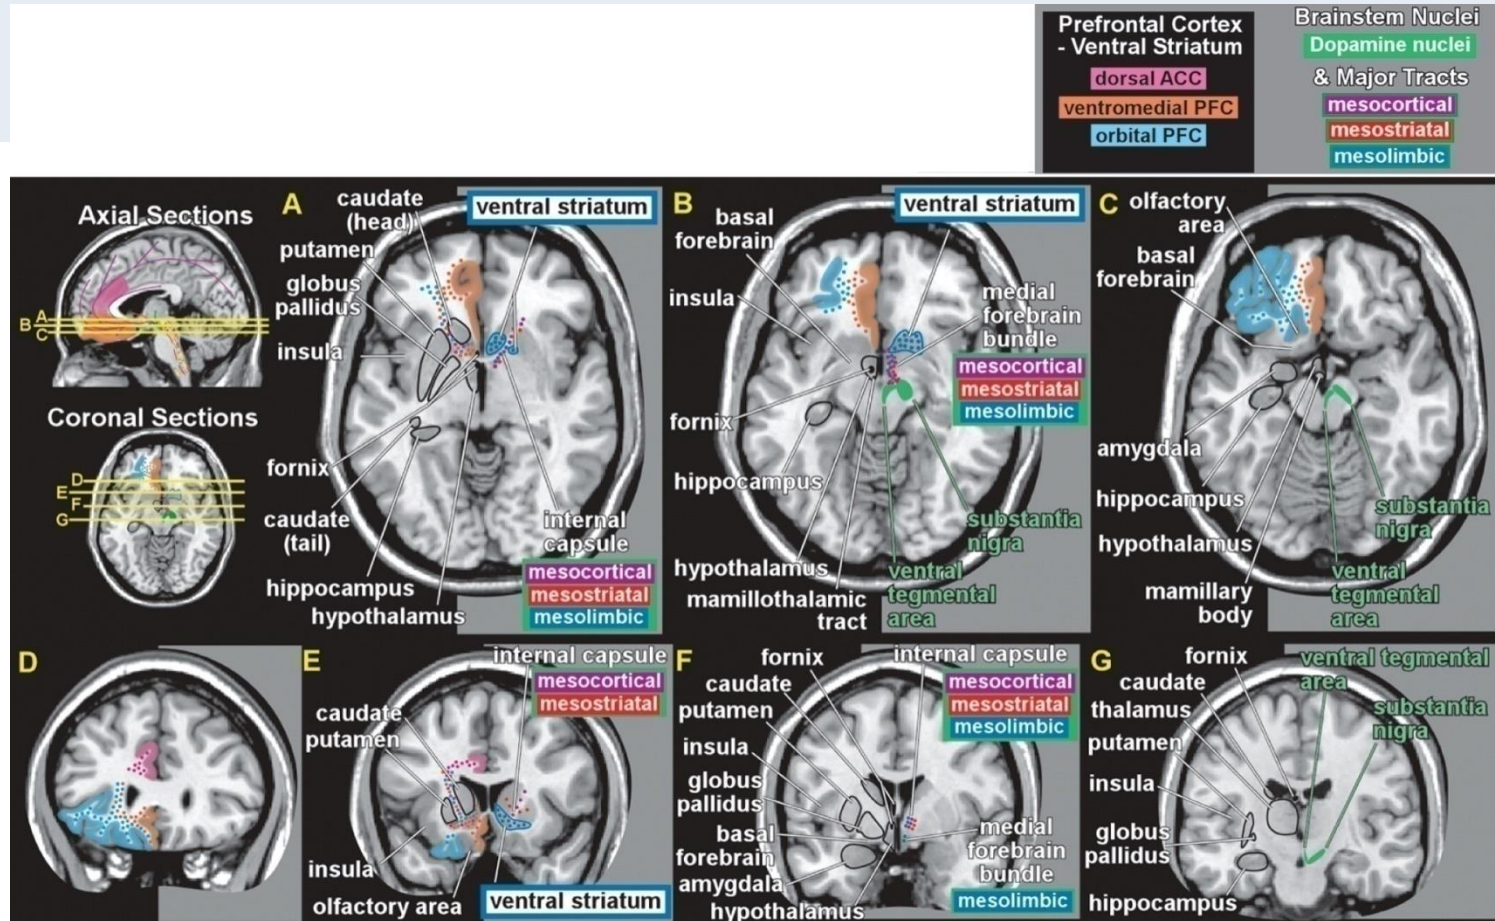 Prefrontal Cortex
- Ventral Striatum
dorsal ACC
ventromedial PFC
orbital PFC
Brainstem Nuclei
Dopamine nuclei
& Major Tracts
mesocortical
mesostriatal
mesolimbic
Axial Sections
A
B
C
Coronal Sections
D
E
F
G
A
caudate
(head)
ventral striatum
putamen
globus
pallidus
insula
fornix
caudate
(tail)
hippocampus
hypothalamus
internal
capsule
mesocortical
mesostriatal
mesolimbic
B
ventral striatum
basal
forebrain
insula
medial
forebrain
bundle
mesocortical
mesostriatal
mesolimbic
fornix
hippocampus
substantia
nigra
hypothalamus
ventral
tegmental
area
mamillothalamic
tract
C
olfactory
area
basal
forebrain
amygdala
hippocampus
substantia
nigra
hypothalamus
ventral
tegmental
area
mamillary
body
D
E
internal capsule
mesocortical
mesostriatal
caudate
putamen
insula
olfactory area
ventral striatum
F
fornix
internal capsule
caudate
mesocortical
putamen
mesostriatal
mesolimbic
insula
globus
pallidus
basal
forebrain
medial
forebrain
bundle
amygdala
mesolimbic
hypothalamus
G
fornix
ventral tegmental
area
caudate
thalamus
substantia
nigra
putamen
insula
globus
pallidus
hippocampus